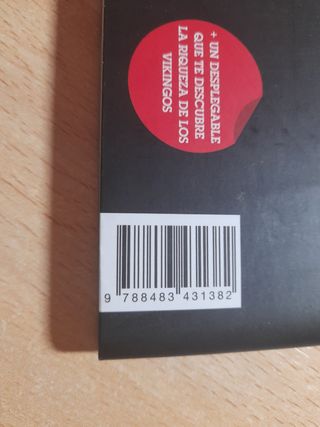 + UN DESPLEGABLE
QUE TE DESCUBRE
LA RIQUEZA DE LOS
VIKINGOS
9 788483 431382